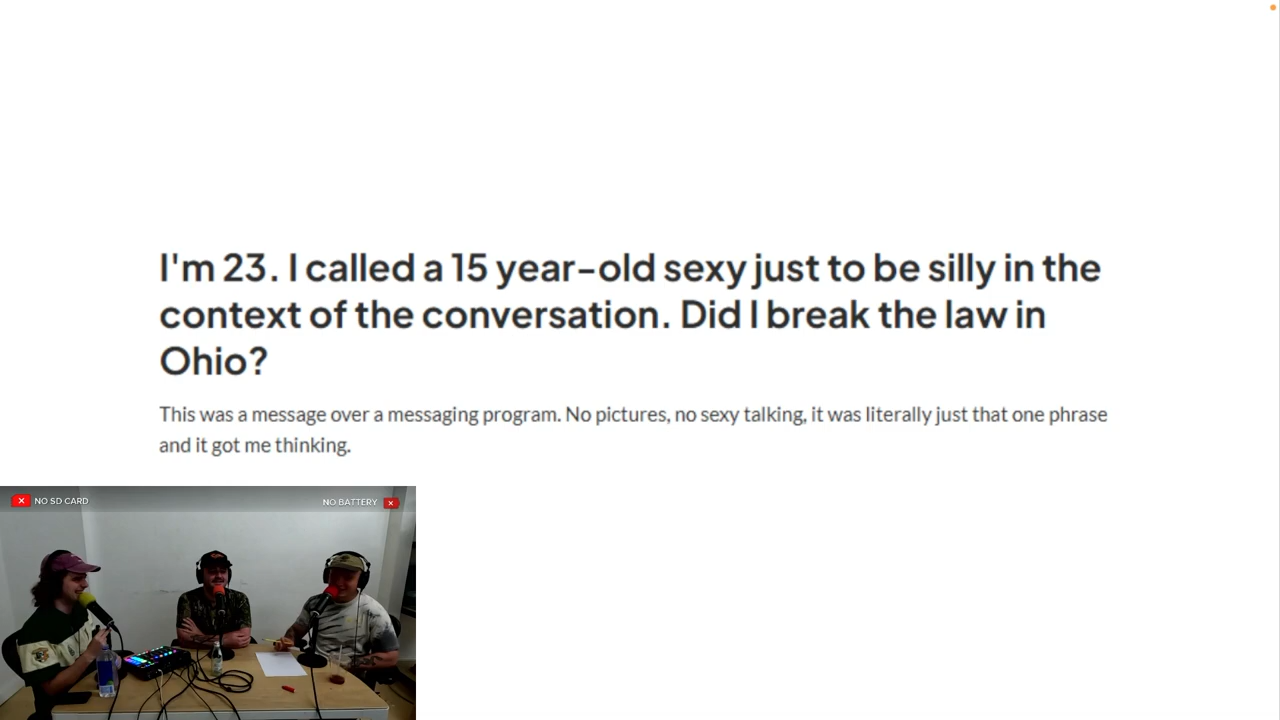 I'm 23. I called a 15 year-old sexy just to be silly in the
context of the conversation. Did I break the law in
Ohio?
This was a message over a messaging program. No pictures, no sexy talking, it was literally just that one phrase
and it got me thinking.
NO SD CARD
NO BATTERY